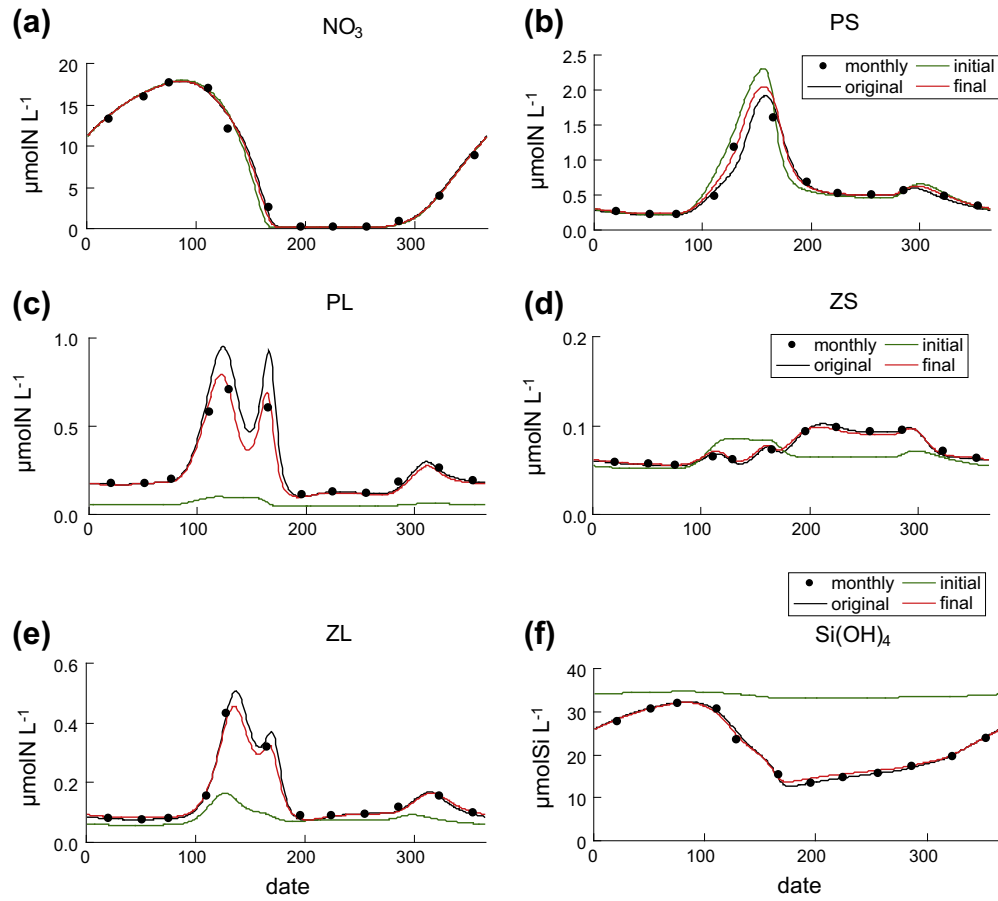 (a)
NO3
μmolN L-1
20
15
10
5
0
0 100 200 300
(b)
PS
μmolN L-1
2.5
2.0
1.5
1.0
0.5
0.0
0 100 200 300
monthly initial
original final
(c)
PL
μmolN L-1
1.0
0.5
0.0
0 100 200 300
(d)
ZS
μmolN L-1
0.2
0.1
0.0
0 100 200 300
monthly initial
original final
(e)
ZL
μmolN L-1
0.6
0.4
0.2
0.0
0 100 200 300
date
monthly initial
original final
(f)
Si(OH)4
μmolSi L-1
40
30
20
10
0
0 100 200 300
date